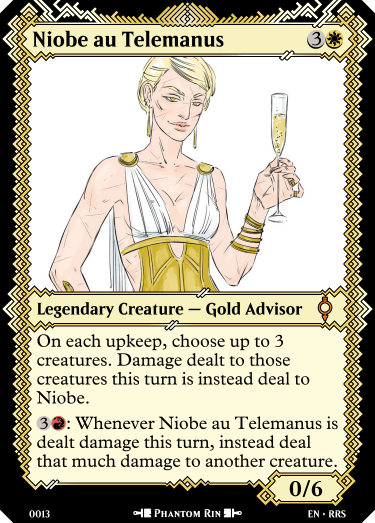 Niobe au Telemanus 3
Legendary Creature — Gold Advisor
On each upkeep, choose up to 3
creatures. Damage dealt to those
creatures this turn is instead deal to
Niobe.
3: Whenever Niobe au Telemanus is
dealt damage this turn, instead deal
that much damage to another creature.
0/6
0013 Phantom Rin EN • RRS